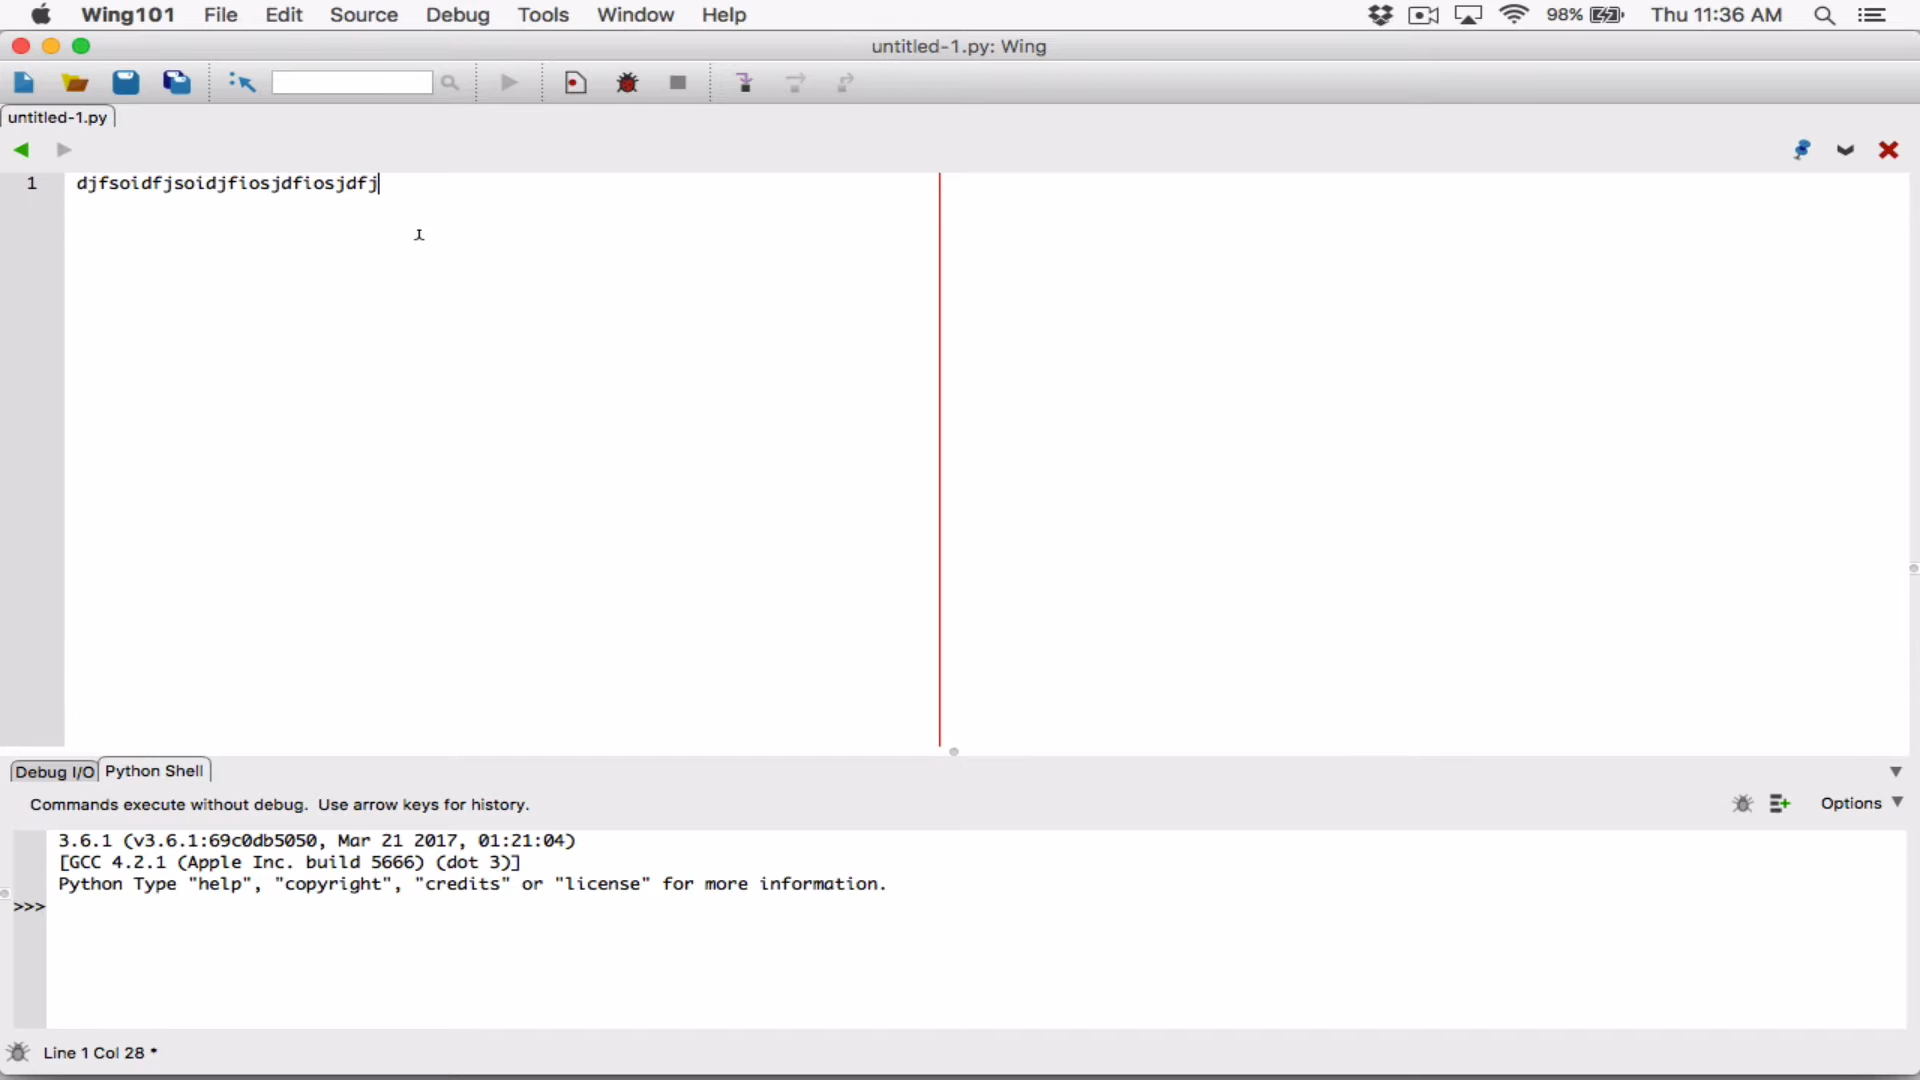 Wing101 File Edit Source Debug Tools Window Help 98% Thu 11:36 AM
untitled-1.py: Wing
untitled-1.py
1 djfsoidfjsoidjfiosjdfiosjdfj
Debug I/O Python Shell
Commands execute without debug. Use arrow keys for history. Options
3.6.1 (v3.6.1:69c0db5050, Mar 21 2017, 01:21:04)
[GCC 4.2.1 (Apple Inc. build 5666) (dot 3)]
Python Type "help", "copyright", "credits" or "license" for more information.
>>>
Line 1 Col 28 *